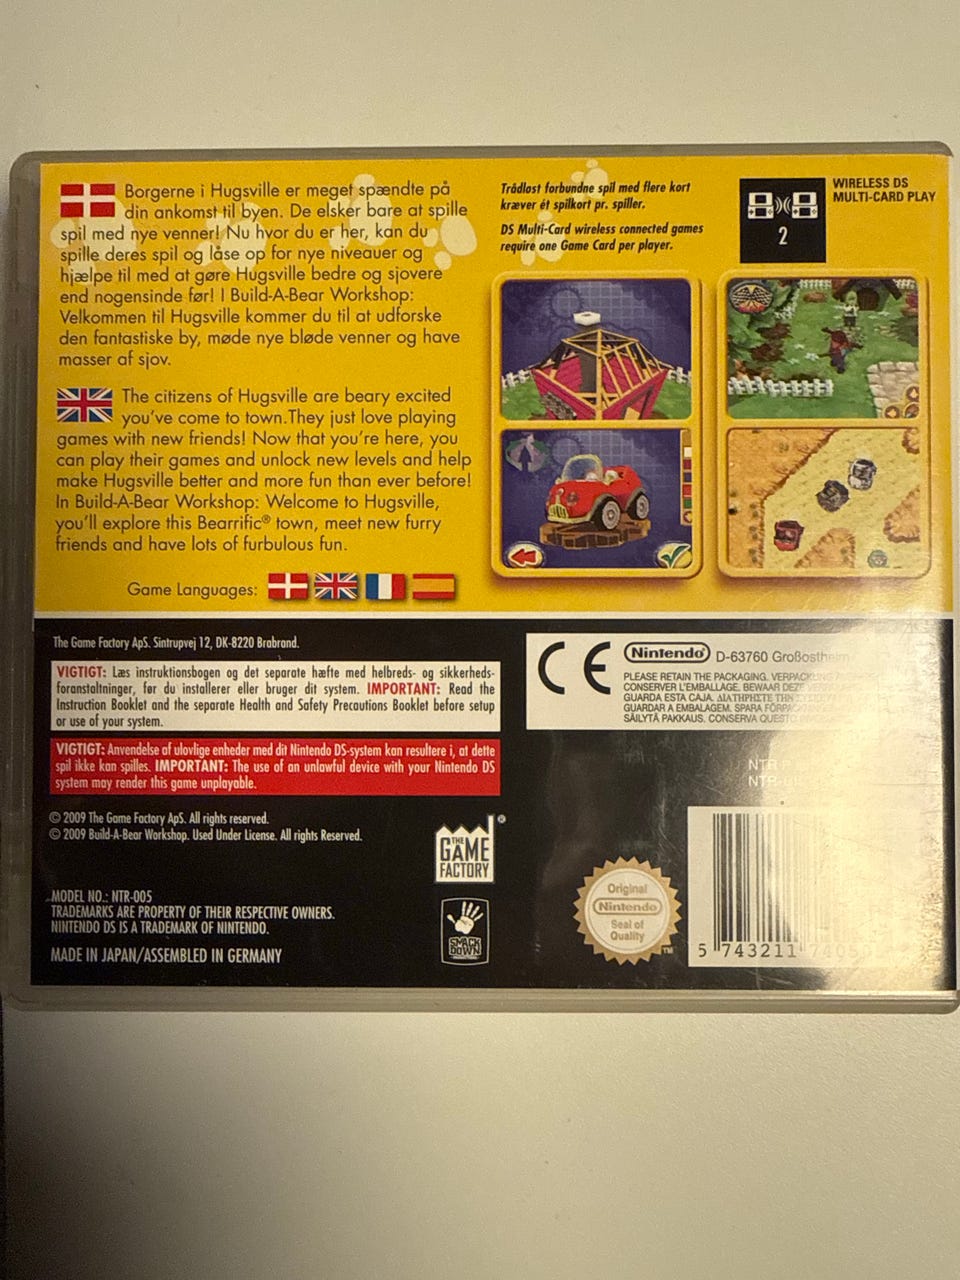 Borgerne i Hugsville er meget spændte på
din ankomst til byen. De elsker bare at spille
spil med nye venner! Nu hvor du er her, kan du
spille deres spil og låse op for nye niveauer og
hjælpe til med at gøre Hugsville bedre og sjovere
end nogensinde før! I Build-A-Bear Workshop:
Velkommen til Hugsville kommer du til at udforske
den fantastiske by, møde nye bløde venner og have
masser af sjov.
The citizens of Hugsville are beary excited
you've come to town.They just love playing
games with new friends! Now that you're here, you
can play their games and unlock new levels and help
make Hugsville better and more fun than ever before!
In Build-A-Bear Workshop: Welcome to Hugsville,
you'll explore this Bearrific® town, meet new furry
friends and have lots of furbulous fun.
Game Languages:
Trådløst forbundne spil med flere kort
kræver ét spilkort pr. spiller.
DS Multi-Card wireless connected games
require one Game Card per player.
2
WIRELESS DS
MULTI-CARD PLAY
The Game Factory ApS. Sintrupvej 12, DK-8220 Brabrand.
VIGTIGT: Læs instruktionsbogen og det separate hæfte med helbreds- og sikkerheds-
foranstaltninger, før du installerer eller bruger dit system. IMPORTANT: Read the
Instruction Booklet and the separate Health and Safety Precautions Booklet before setup
or use of your system.
VIGTIGT: Anvendelse af ulovlige enheder med dit Nintendo DS-system kan resultere i, at dette
spil ikke kan spilles. IMPORTANT: The use of an unlawful device with your Nintendo DS
system may render this game unplayable.
© 2009 The Game Factory ApS. All rights reserved.
© 2009 Build-A-Bear Workshop. Used Under License. All rights Reserved.
MODEL NO.: NTR-005
TRADEMARKS ARE PROPERTY OF THEIR RESPECTIVE OWNERS.
NINTENDO DS IS A TRADEMARK OF NINTENDO.
MADE IN JAPAN/ASSEMBLED IN GERMANY
THE
GAME
FACTORY®
SMACK
DOWN
CE
Nintendo® D-63760 Großostheim
PLEASE RETAIN THE PACKAGING.
CONSERVER L'EMBALLAGE. BEWAAR DEZE
GUARDA ESTA CAJA. ΔΙΑΤΗΡΗΣΤΕ ΤΗΝ
GUARDAR A EMBALAGEM. SPARA
SÄILYTÄ PAKKAUS. CONSERVA QUESTO
NTR
Original
Nintendo
Seal of
Quality
TM
5 743211